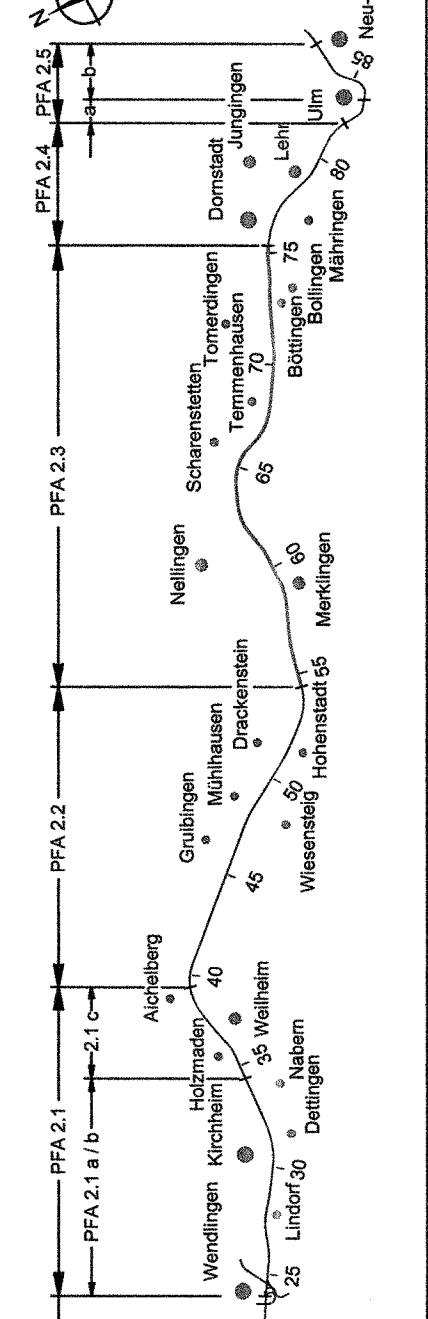 N
PFA 2.1
PFA 2.2
PFA 2.3
PFA 2.4
PFA 2.5
PFA 2.1 a / b
2.1 c
a
b
Wendlingen
Kirchheim
Holzmaden
Aichelberg
Weilheim
Lindorf
Dettingen
Nabern
Gruibingen
Mühlhausen
Drackenstein
Wiesensteig
Hohenstadt
Nellingen
Merklingen
Scharenstetten
Temmenhausen
Tomerdingen
Böttingen
Bollingen
Mähringen
Dornstadt
Jungingen
Lehr
Ulm
Neu-
25
30
35
40
45
50
55
60
65
70
75
80
85